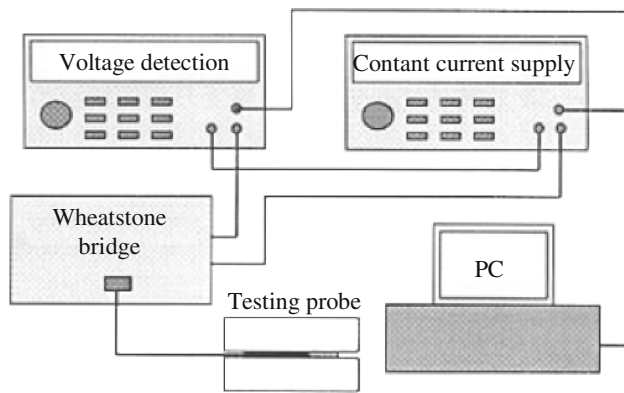 Voltage detection
Contant current supply
Wheatstone
bridge
Testing probe
PC